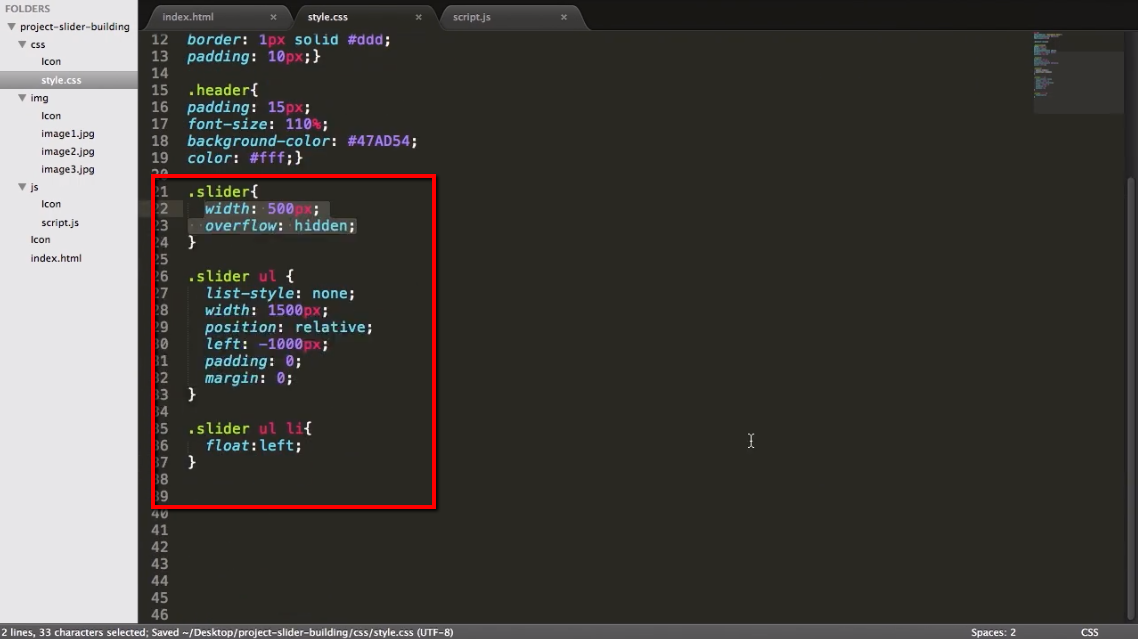 FOLDERS
project-slider-building
css
Icon
style.css
img
Icon
image1.jpg
image2.jpg
image3.jpg
js
Icon
script.js
Icon
index.html
index.html × style.css × script.js ×
12 border: 1px solid #ddd;
13 padding: 10px;}
14
15 .header{
16 padding: 15px;
17 font-size: 110%;
18 background-color: #47AD54;
19 color: #fff;}
20
21 .slider{
22 width: 500px;
23 overflow: hidden;
24 }
25
26 .slider ul {
27 list-style: none;
28 width: 1500px;
29 position: relative;
30 left: -1000px;
31 padding: 0;
32 margin: 0;
33 }
34
35 .slider ul li{
36 float:left;
37 }
38
39
40
41
42
43
44
45
46
2 lines, 33 characters selected; Saved ~/Desktop/project-slider-building/css/style.css (UTF-8) Spaces: 2 CSS